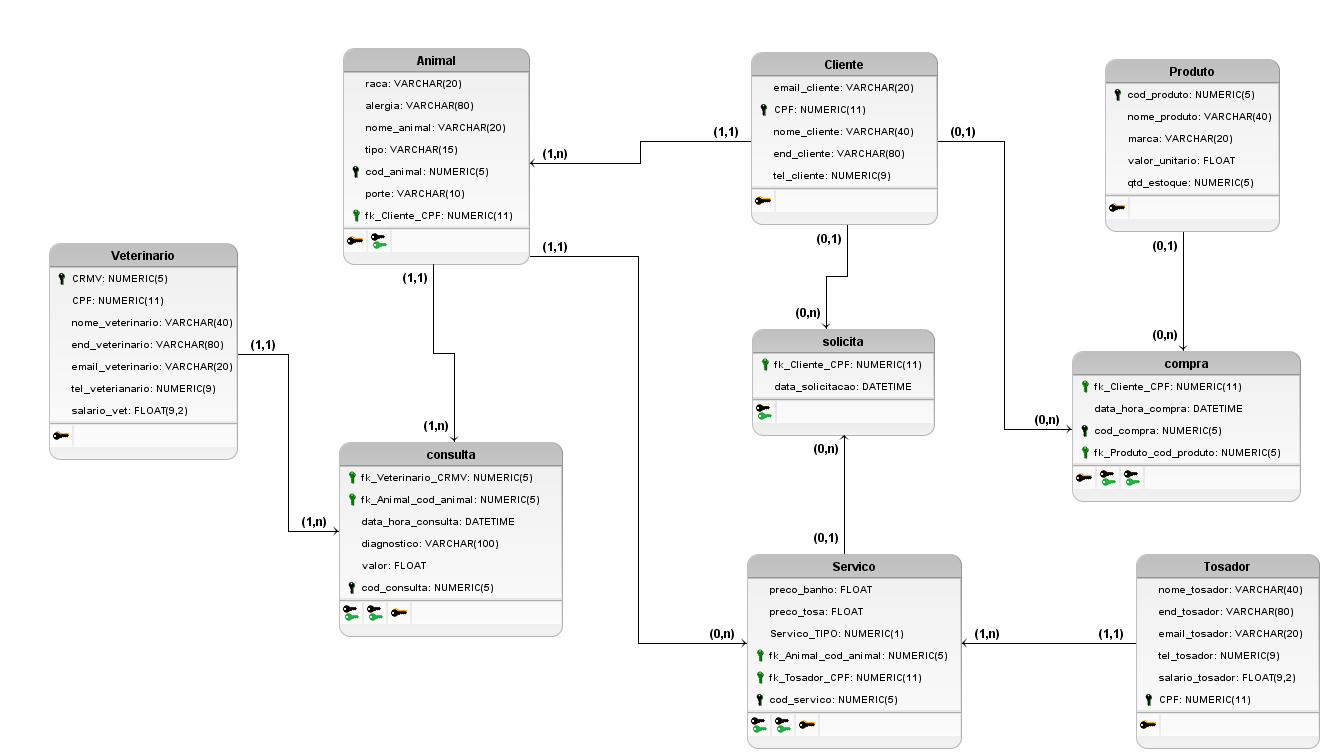 Animal
raca: VARCHAR(20)
alergia: VARCHAR(80)
nome_animal: VARCHAR(20)
tipo: VARCHAR(15)
cod_animal: NUMERIC(5)
porte: VARCHAR(10)
fk_Cliente_CPF: NUMERIC(11)
Cliente
email_cliente: VARCHAR(20)
CPF: NUMERIC(11)
nome_cliente: VARCHAR(40)
end_cliente: VARCHAR(80)
tel_cliente: NUMERIC(9)
Produto
cod_produto: NUMERIC(5)
nome_produto: VARCHAR(40)
marca: VARCHAR(20)
valor_unitario: FLOAT
qtd_estoque: NUMERIC(5)
(1,n)
(1,1)
(0,1)
(1,1)
(1,1)
(0,1)
(0,1)
Veterinario
CRMV: NUMERIC(5)
CPF: NUMERIC(11)
nome_veterinario: VARCHAR(40)
end_veterinario: VARCHAR(80)
email_veterinario: VARCHAR(20)
tel_veterianario: NUMERIC(9)
salario_vet: FLOAT(9,2)
(1,1)
(0,n)
(0,n)
solicita
fk_Cliente_CPF: NUMERIC(11)
data_solicitacao: DATETIME
compra
fk_Cliente_CPF: NUMERIC(11)
data_hora_compra: DATETIME
cod_compra: NUMERIC(5)
fk_Produto_cod_produto: NUMERIC(5)
(1,n)
(0,n)
(0,n)
consulta
fk_Veterinario_CRMV: NUMERIC(5)
fk_Animal_cod_animal: NUMERIC(5)
data_hora_consulta: DATETIME
diagnostico: VARCHAR(100)
valor: FLOAT
cod_consulta: NUMERIC(5)
(1,n)
(0,1)
Servico
preco_banho: FLOAT
preco_tosa: FLOAT
Servico_TIPO: NUMERIC(1)
fk_Animal_cod_animal: NUMERIC(5)
fk_Tosador_CPF: NUMERIC(11)
cod_servico: NUMERIC(5)
(0,n)
(1,n)
(1,1)
Tosador
nome_tosador: VARCHAR(40)
end_tosador: VARCHAR(80)
email_tosador: VARCHAR(20)
tel_tosador: NUMERIC(9)
salario_tosador: FLOAT(9,2)
CPF: NUMERIC(11)